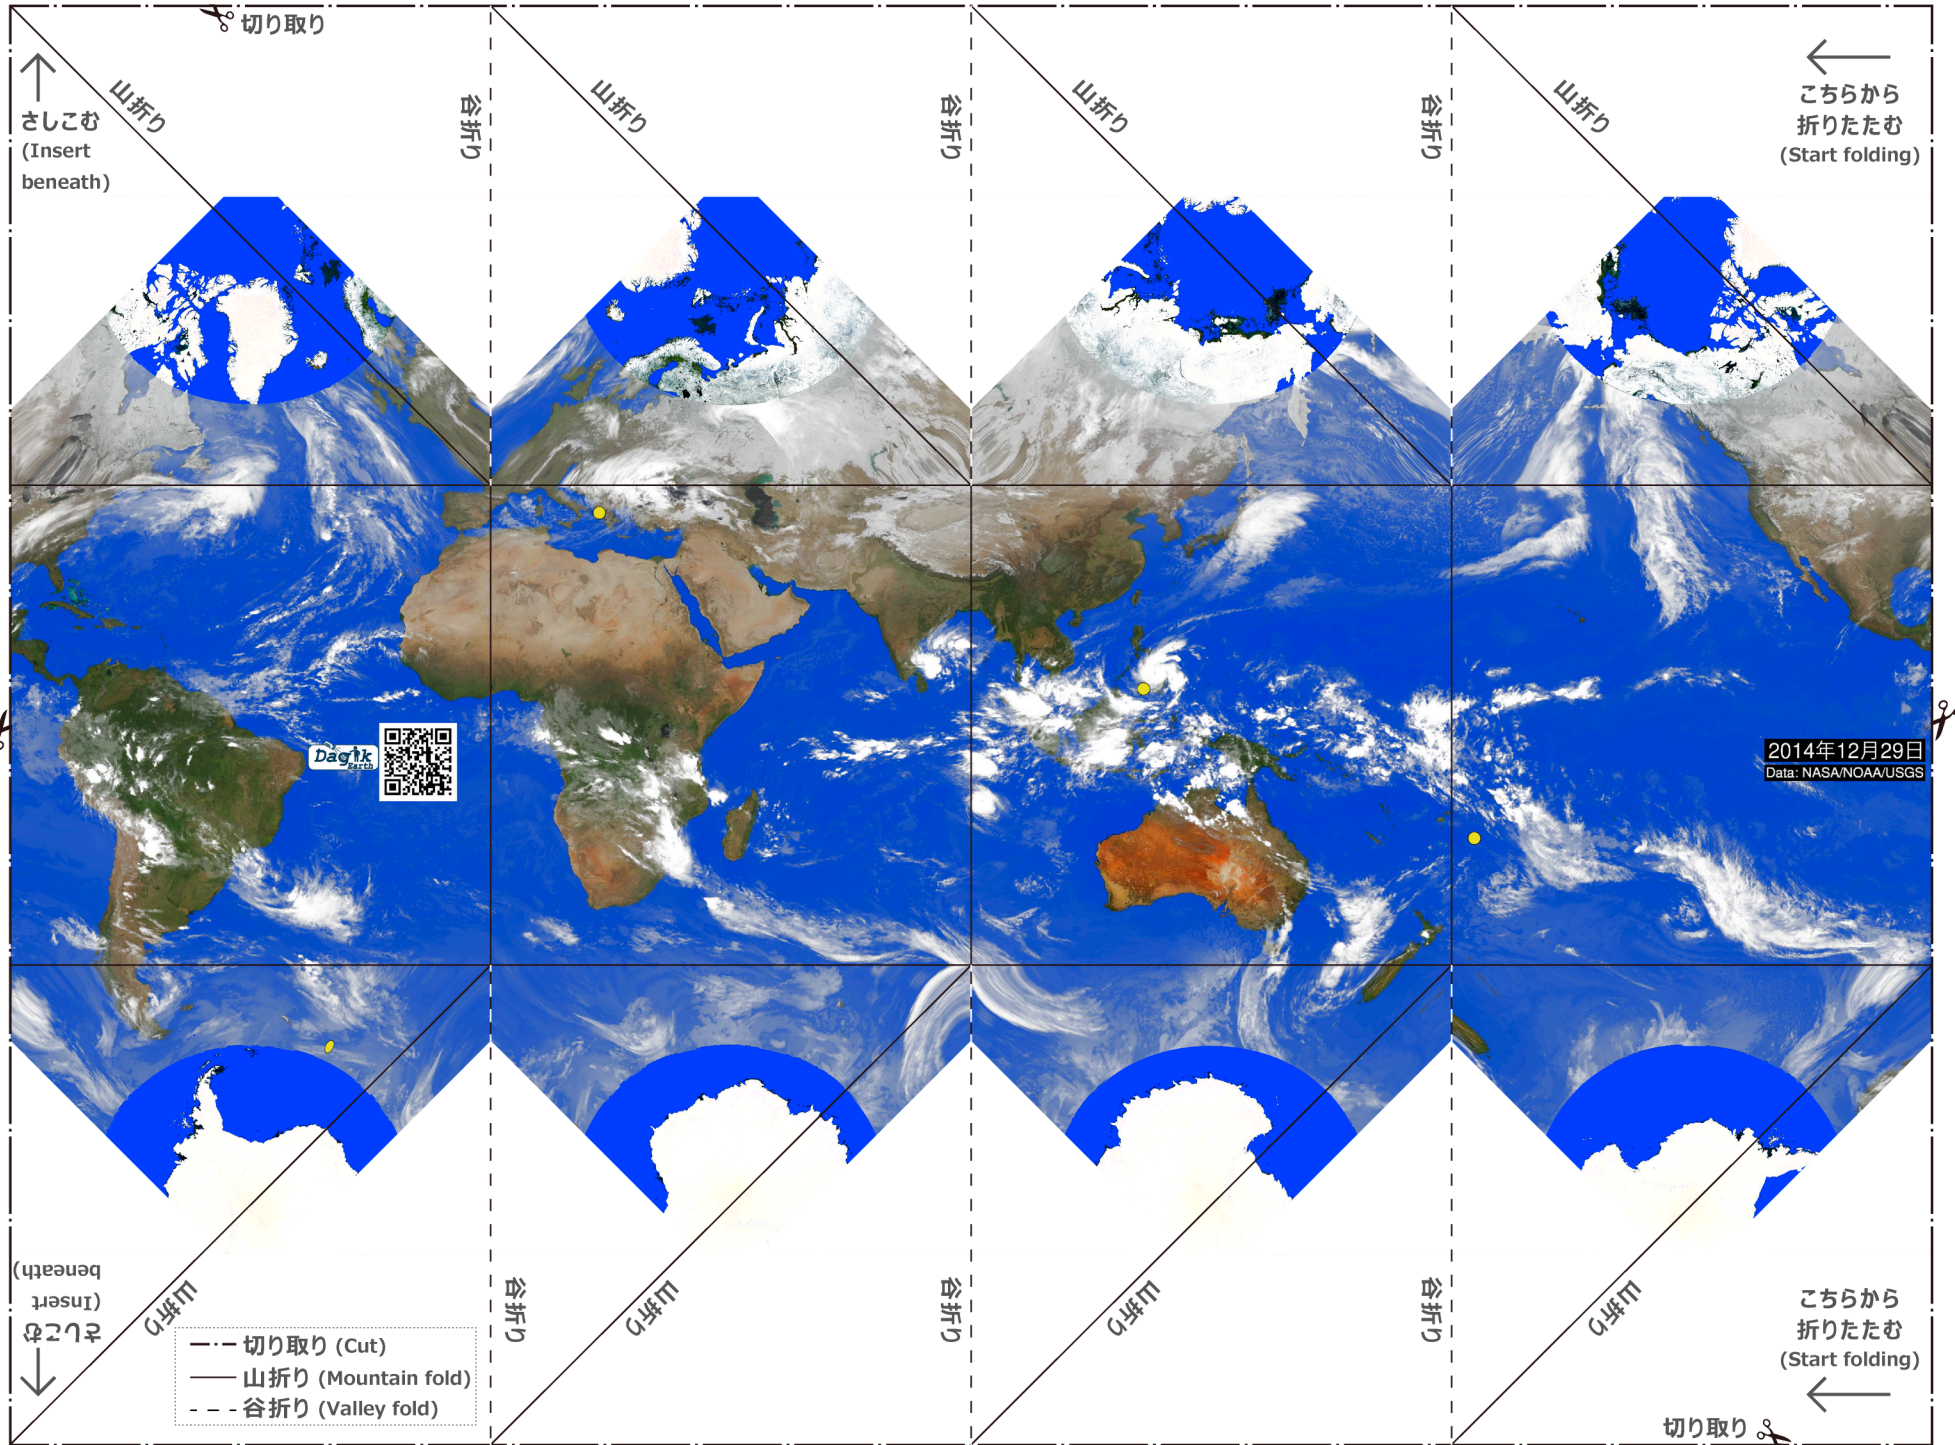 切り取り
さしこむ
(Insert
beneath)
山折り
谷折り
山折り
谷折り
山折り
谷折り
山折り
こちらから
折りたたむ
(Start folding)
Dagik
Earth
2014年12月29日
Data: NASA/NOAA/USGS
さしこむ
(Insert
beneath)
山折り
谷折り
山折り
谷折り
山折り
谷折り
山折り
こちらから
折りたたむ
(Start folding)
切り取り (Cut)
山折り (Mountain fold)
谷折り (Valley fold)
切り取り